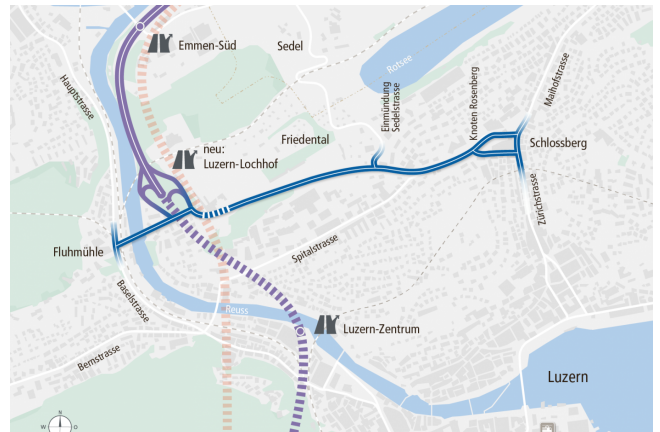 Emmen-Süd
Sedel
Rotsee
Hauptstrasse
Einmündung
Sedelstrasse
Knoten Rosenberg
Maihofstrasse
neu:
Luzern-Lochhof
Friedental
Schlossberg
Zürichstrasse
Fluhmühle
Spitalstrasse
Baselstrasse
Reuss
Luzern-Zentrum
Bernstrasse
Luzern
N
W
O